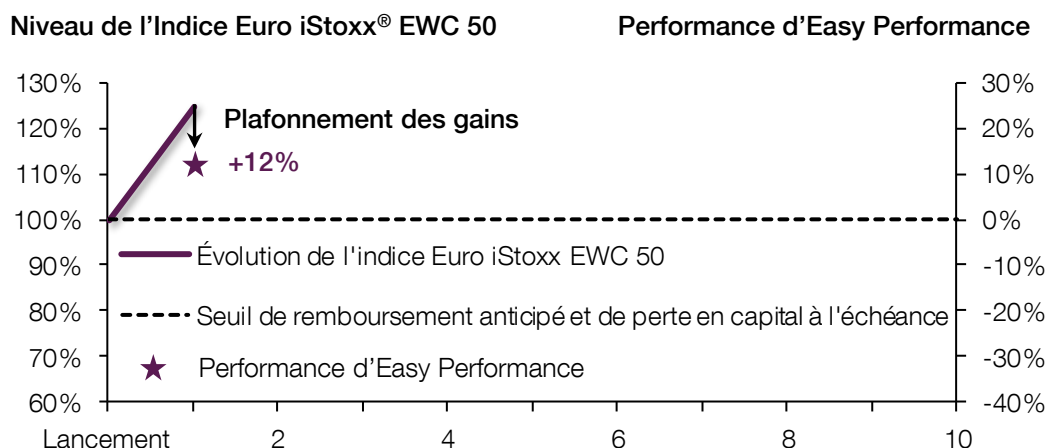 Niveau de l'Indice Euro iStoxx® EWC 50
Performance d'Easy Performance
130%
120%
110%
100%
90%
80%
70%
60%
30%
20%
10%
0%
-10%
-20%
-30%
-40%
Plafonnement des gains
+12%
Évolution de l'indice Euro iStoxx EWC 50
Seuil de remboursement anticipé et de perte en capital à l'échéance
Performance d'Easy Performance
Lancement 2 4 6 8 10